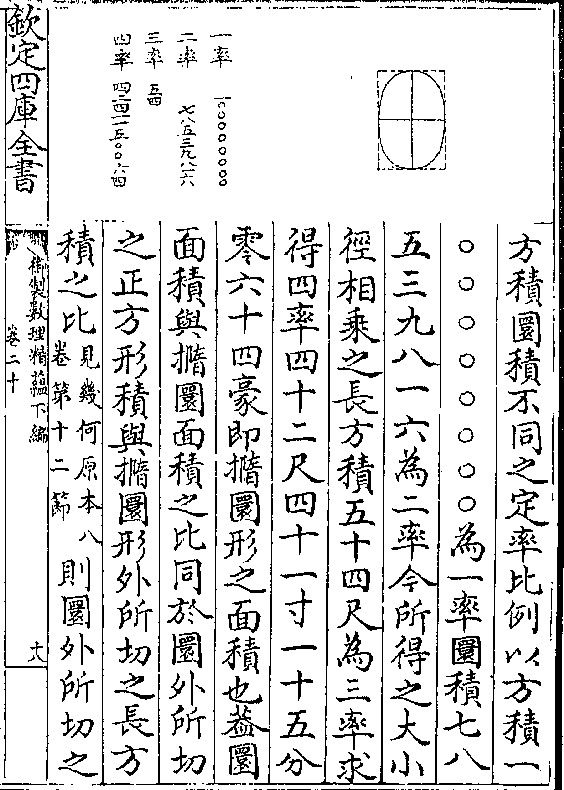 方積圜積不同之定率比例以方積一
〇〇〇〇〇〇〇〇為一率圜積七八
五三九八一六為二率今所得之大小
徑相乗之長方積五十四尺為三率求
得四率四十二尺四十一寸一十五分
零六十四豪即撱圜形之面積也葢圜
面積與撱圜面積之比同於圜外所切
之正方形積與撱圜形外所切之長方
積之比見幾何原本八
卷第十二節
則圜外所切之
一率 一〇〇〇〇〇〇〇〇
二率 七八五三九八一六
三率 五四
四率 四二四一一五〇〇六四
欽定四庫全書
御製數理精藴下編
卷二十
十八